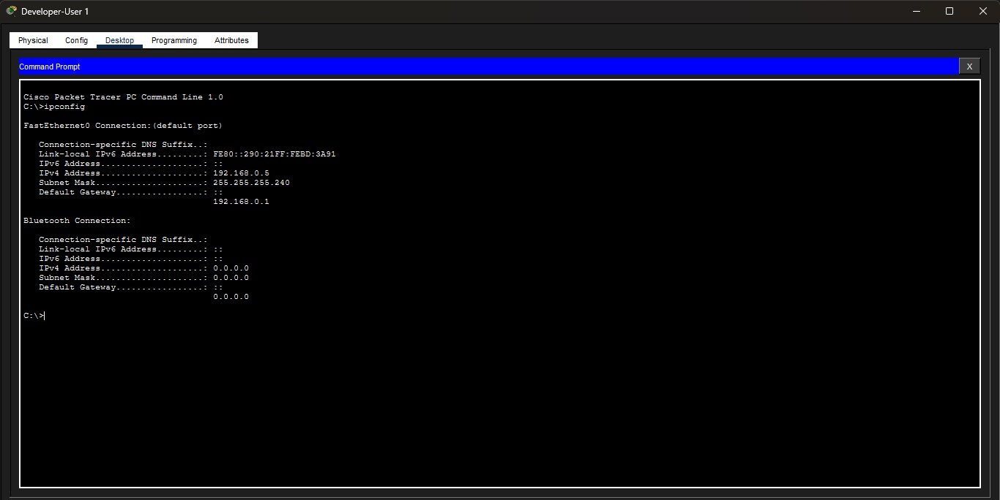 Developer-User 1
Physical Config Desktop Programming Attributes
Command Prompt X
Cisco Packet Tracer PC Command Line 1.0
C:\>ipconfig
FastEthernet0 Connection:(default port)
Connection-specific DNS Suffix..:
Link-local IPv6 Address.........: FE80::290:21FF:FEBD:3A91
IPv6 Address....................: ::
IPv4 Address....................: 192.168.0.5
Subnet Mask.....................: 255.255.255.240
Default Gateway.................: ::
192.168.0.1
Bluetooth Connection:
Connection-specific DNS Suffix..:
Link-local IPv6 Address.........: ::
IPv6 Address....................: ::
IPv4 Address....................: 0.0.0.0
Subnet Mask.....................: 0.0.0.0
Default Gateway.................: ::
0.0.0.0
C:\>